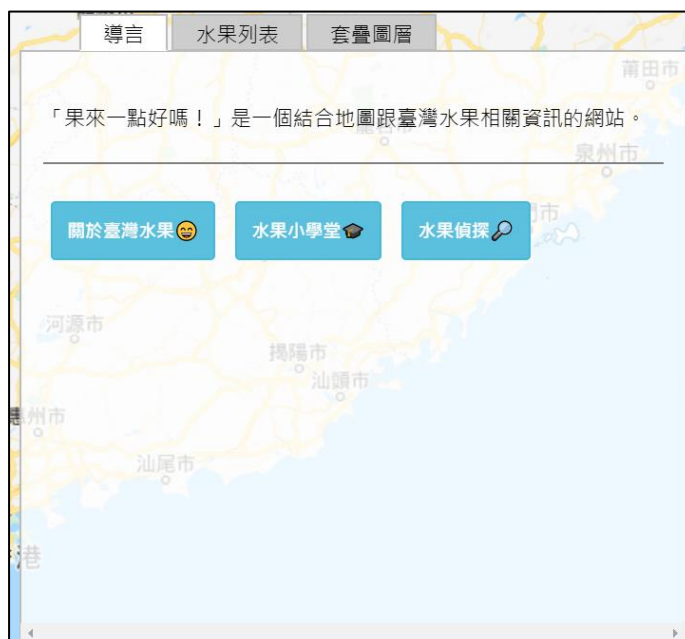 導言
水果列表
套疊圖層
莆田市
「果來一點好嗎！」是一個結合地圖跟臺灣水果相關資訊的網站。
泉州市
關於臺灣水果😄
水果小學堂🎓
水果偵探🔎
門市
河源市
揭陽市
汕頭市
惠州市
汕尾市
港